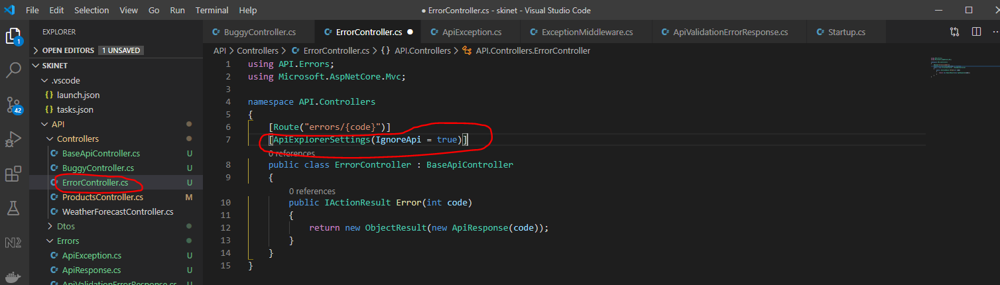 File Edit Selection View Go Run Terminal Help
● ErrorController.cs - skinet - Visual Studio Code
EXPLORER
OPEN EDITORS 1 UNSAVED
SKINET
.vscode
{} launch.json
{} tasks.json
API
Controllers
C# BaseApiController.cs U
C# BuggyController.cs U
C# ErrorController.cs U
C# ProductsController.cs M
C# WeatherForecastController.cs
Dtos
Errors
C# ApiException.cs U
C# ApiResponse.cs U
C# ApiValidationErrorResponse.cs U
1
42
N2
C# BuggyController.cs C# ErrorController.cs ● C# ApiException.cs C# ExceptionMiddleware.cs C# ApiValidationErrorResponse.cs C# Startup.cs
API > Controllers > C# ErrorController.cs > {} API.Controllers > API.Controllers.ErrorController
1 using API.Errors;
2 using Microsoft.AspNetCore.Mvc;
3
4 namespace API.Controllers
5 {
6 [Route("errors/{code}")]
7 [ApiExplorerSettings(IgnoreApi = true)]
0 references
8 public class ErrorController : BaseApiController
9 {
0 references
10 public IActionResult Error(int code)
11 {
12 return new ObjectResult(new ApiResponse(code));
13 }
14 }
15 }